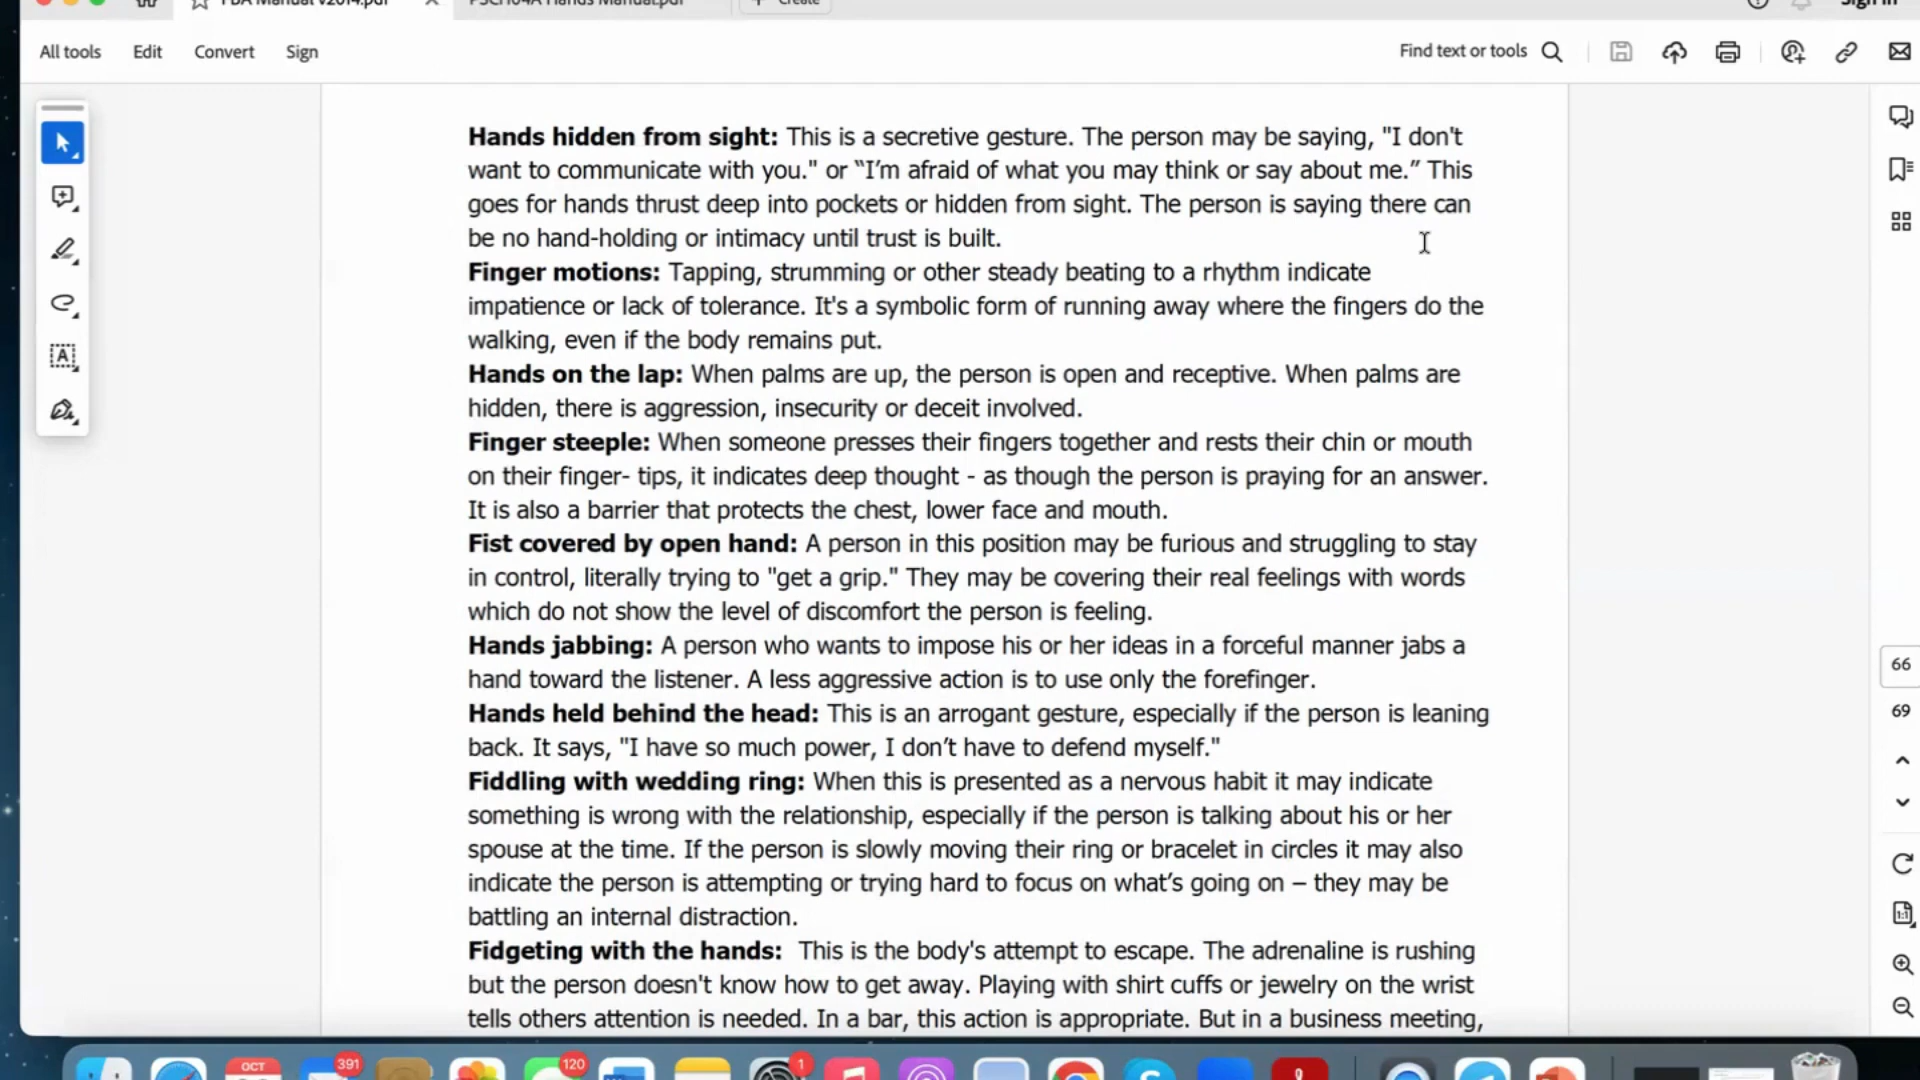 FBA Manual v2014.pdf
PSCH04A Hands Manual.pdf
Create
Sign in
All tools
Edit
Convert
Sign
Find text or tools
Hands hidden from sight: This is a secretive gesture. The person may be saying, "I don't
want to communicate with you." or “I’m afraid of what you may think or say about me.” This
goes for hands thrust deep into pockets or hidden from sight. The person is saying there can
be no hand-holding or intimacy until trust is built.
Finger motions: Tapping, strumming or other steady beating to a rhythm indicate
impatience or lack of tolerance. It's a symbolic form of running away where the fingers do the
walking, even if the body remains put.
Hands on the lap: When palms are up, the person is open and receptive. When palms are
hidden, there is aggression, insecurity or deceit involved.
Finger steeple: When someone presses their fingers together and rests their chin or mouth
on their finger- tips, it indicates deep thought - as though the person is praying for an answer.
It is also a barrier that protects the chest, lower face and mouth.
Fist covered by open hand: A person in this position may be furious and struggling to stay
in control, literally trying to "get a grip." They may be covering their real feelings with words
which do not show the level of discomfort the person is feeling.
Hands jabbing: A person who wants to impose his or her ideas in a forceful manner jabs a
hand toward the listener. A less aggressive action is to use only the forefinger.
Hands held behind the head: This is an arrogant gesture, especially if the person is leaning
back. It says, "I have so much power, I don’t have to defend myself."
Fiddling with wedding ring: When this is presented as a nervous habit it may indicate
something is wrong with the relationship, especially if the person is talking about his or her
spouse at the time. If the person is slowly moving their ring or bracelet in circles it may also
indicate the person is attempting or trying hard to focus on what’s going on – they may be
battling an internal distraction.
Fidgeting with the hands: This is the body's attempt to escape. The adrenaline is rushing
but the person doesn't know how to get away. Playing with shirt cuffs or jewelry on the wrist
tells others attention is needed. In a bar, this action is appropriate. But in a business meeting,
66
69
1:1
OCT
391
120
1